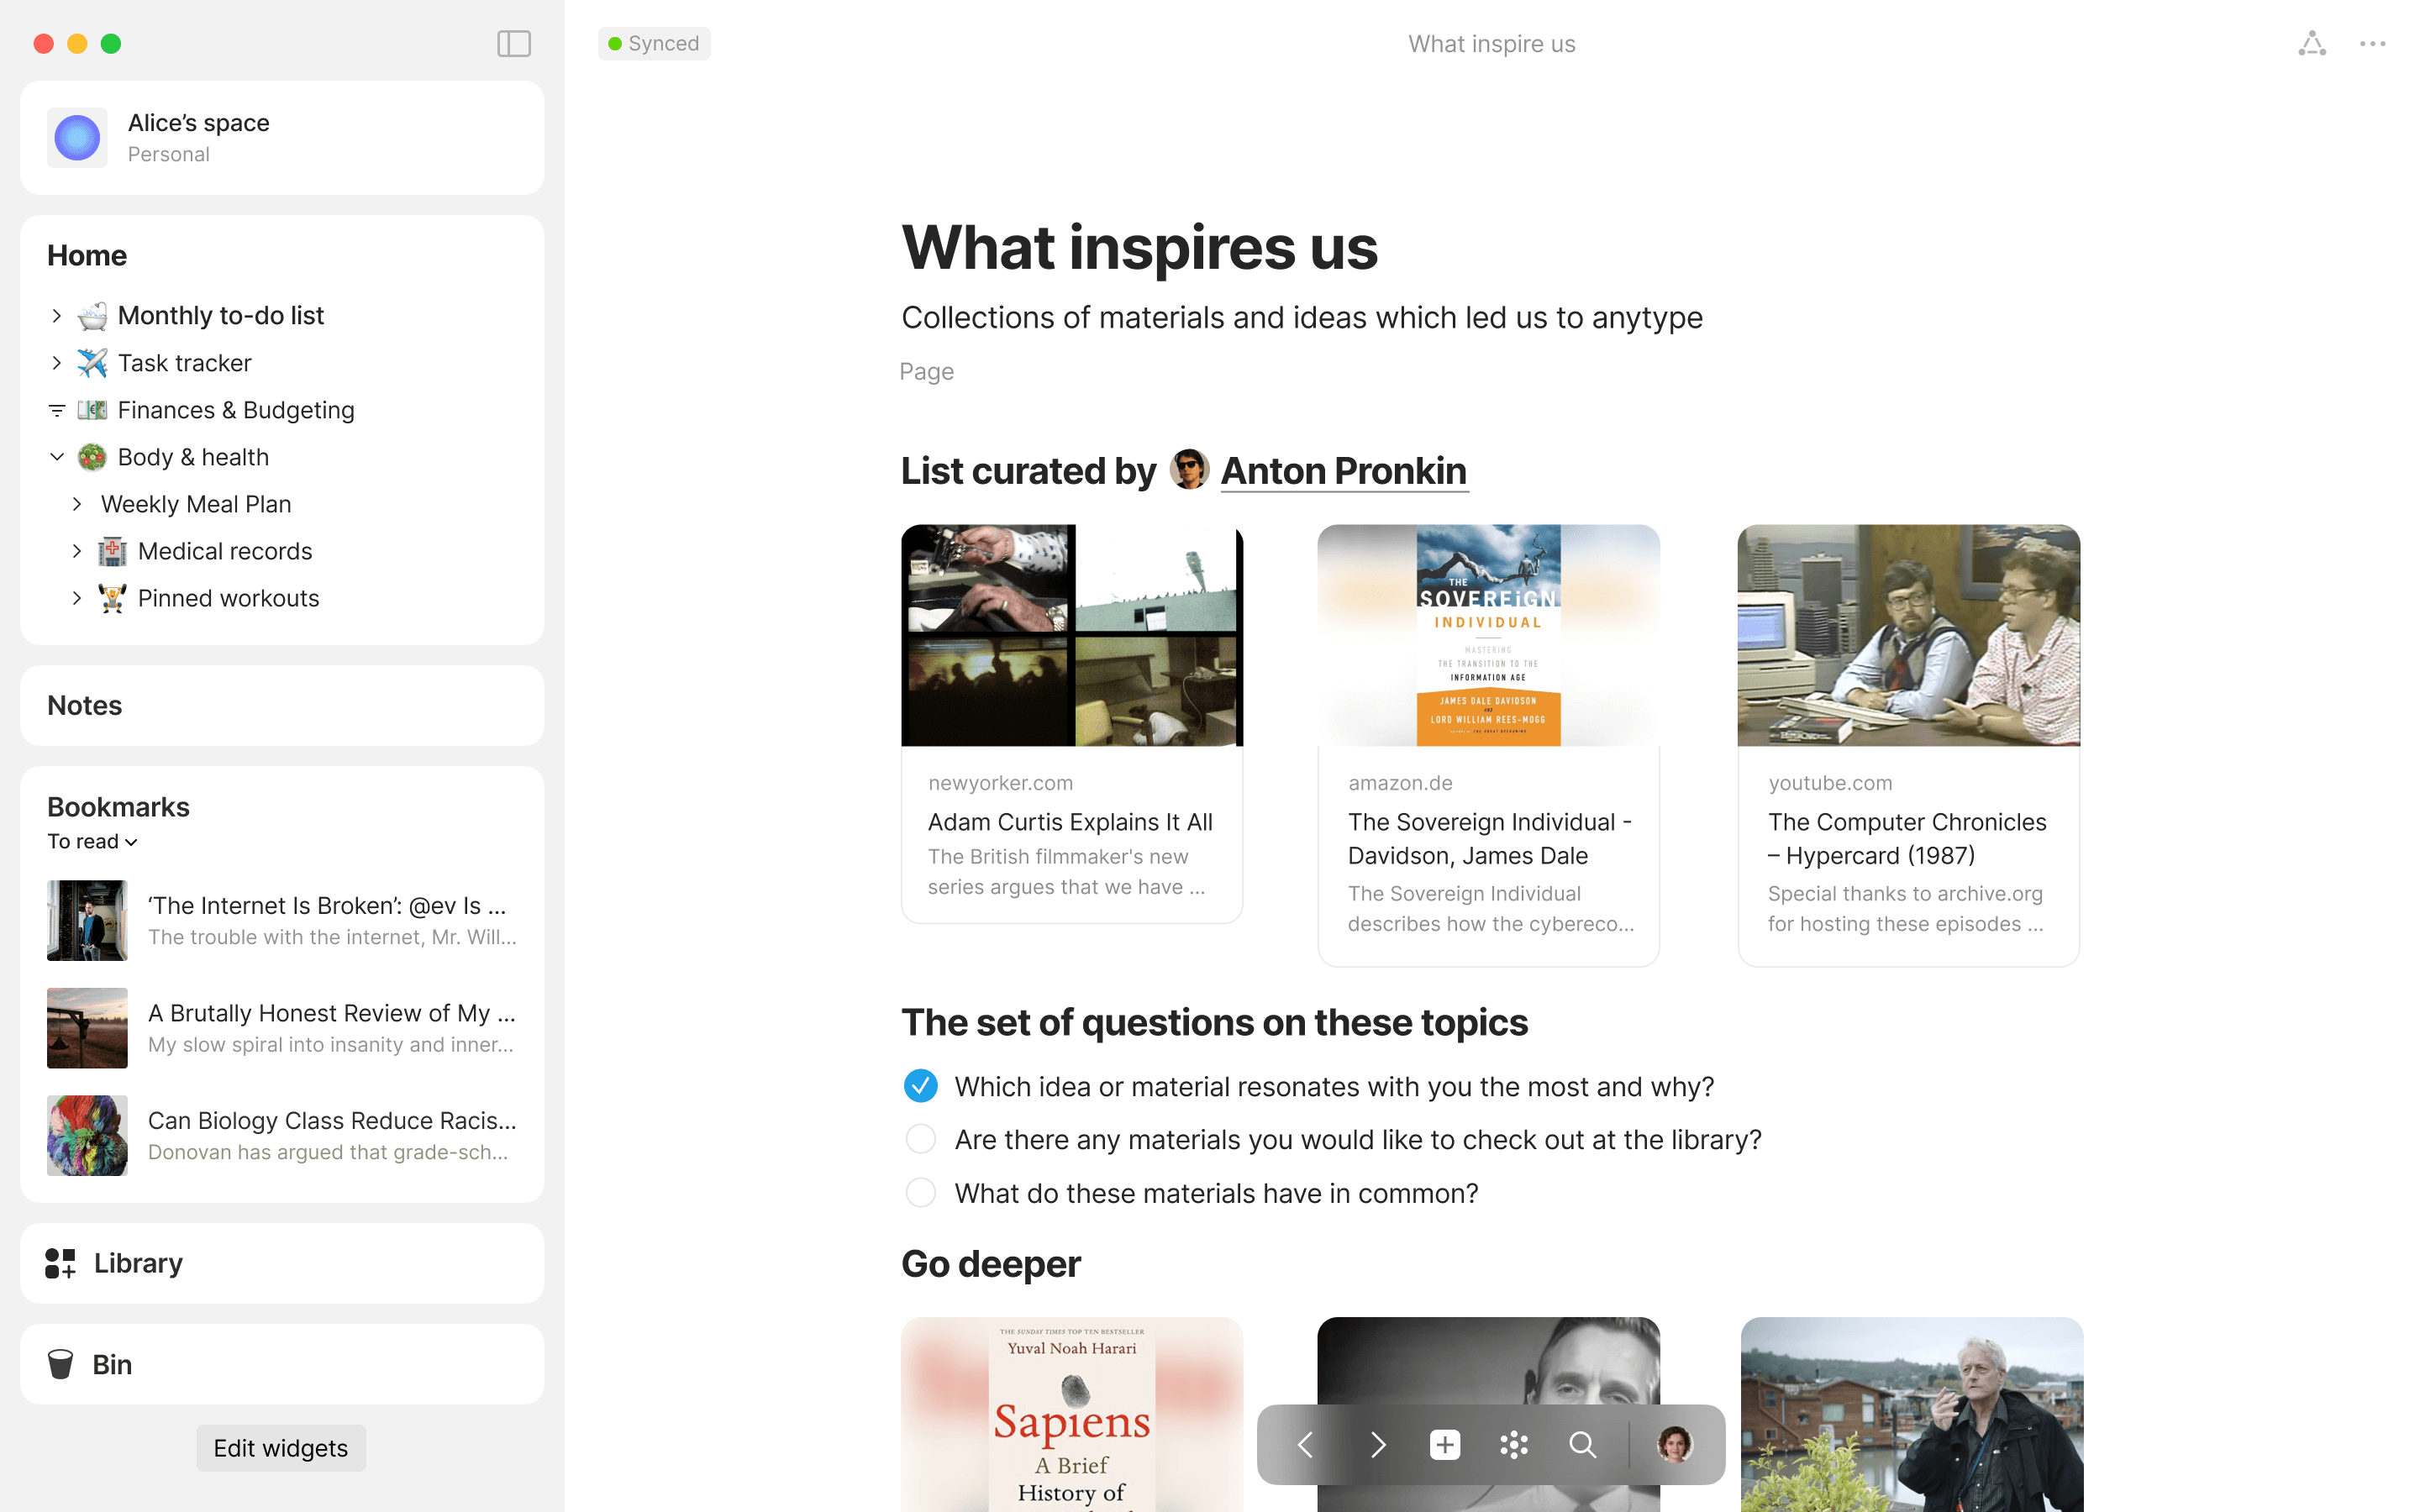 Synced
What inspire us
Alice’s space
Personal
Home
Monthly to-do list
Task tracker
Finances & Budgeting
Body & health
Weekly Meal Plan
Medical records
Pinned workouts
Notes
Bookmarks
To read
‘The Internet Is Broken’: @ev Is ...
The trouble with the internet, Mr. Will...
A Brutally Honest Review of My ...
My slow spiral into insanity and inner...
Can Biology Class Reduce Racis...
Donovan has argued that grade-sch...
Library
Bin
Edit widgets
What inspires us
Collections of materials and ideas which led us to anytype
Page
List curated by Anton Pronkin
THE
SOVEREiGN
INDIVIDUAL
MASTERING
THE TRANSITION TO THE
INFORMATION AGE
JAMES DALE DAVIDSON
AND
LORD WILLIAM REES-MOGG
newyorker.com
Adam Curtis Explains It All
The British filmmaker's new
series argues that we have ...
amazon.de
The Sovereign Individual -
Davidson, James Dale
The Sovereign Individual
describes how the cybereco...
youtube.com
The Computer Chronicles
– Hypercard (1987)
Special thanks to archive.org
for hosting these episodes ...
The set of questions on these topics
Which idea or material resonates with you the most and why?
Are there any materials you would like to check out at the library?
What do these materials have in common?
Go deeper
THE SUNDAY TIMES TOP TEN BESTSELLER
Yuval Noah Harari
Sapiens
A Brief
History of